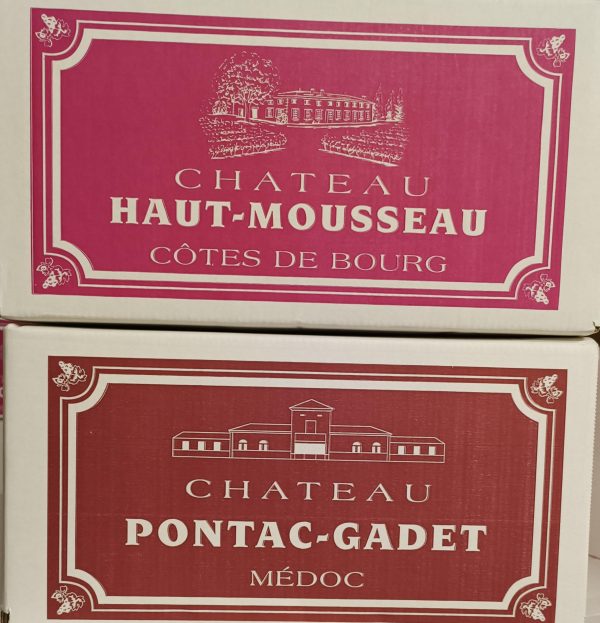 CHATEAU
HAUT-MOUSSEAU
CÔTES DE BOURG
CHATEAU
PONTAC-GADET
MÉDOC